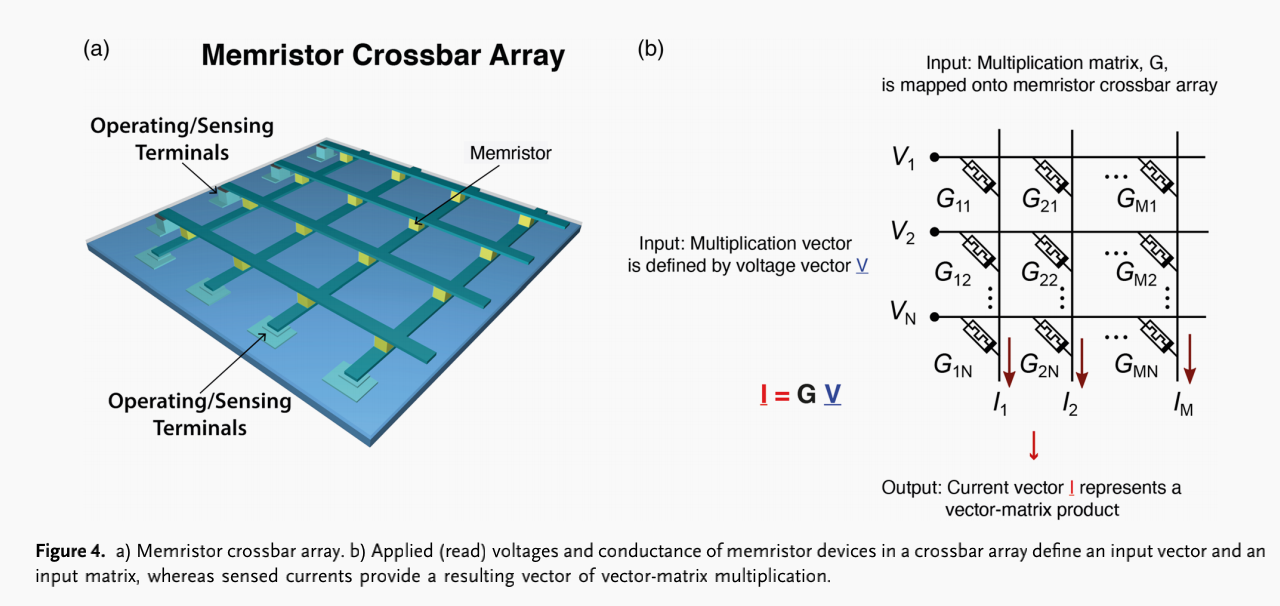 (a)
Memristor Crossbar Array
Operating/Sensing
Terminals
Memristor
Operating/Sensing
Terminals
(b)
Input: Multiplication matrix, G,
is mapped onto memristor crossbar array
Input: Multiplication vector
is defined by voltage vector V
I = G V
V1
G11 G21 ... GM1
V2
G12 G22 ... GM2
VN
G1N G2N ... GMN
I1 I2 IM
Output: Current vector I represents a
vector-matrix product
Figure 4. a) Memristor crossbar array. b) Applied (read) voltages and conductance of memristor devices in a crossbar array define an input vector and an
input matrix, whereas sensed currents provide a resulting vector of vector-matrix multiplication.